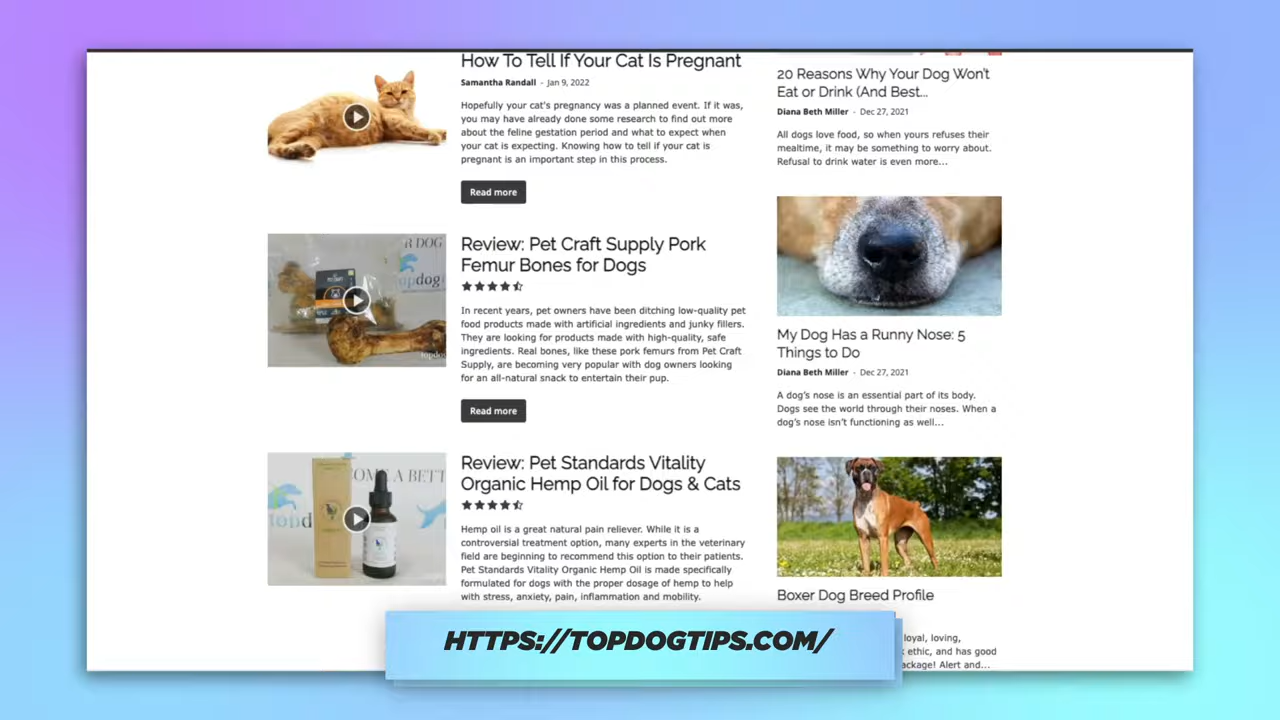 How To Tell If Your Cat Is Pregnant
Samantha Randall - Jan 9, 2022
Hopefully your cat's pregnancy was a planned event. If it was,
you may have already done some research to find out more
about the feline gestation period and what to expect when
your cat is expecting. Knowing how to tell if your cat is
pregnant is an important step in this process.
Read more
R DOG
opdog
topdo
Review: Pet Craft Supply Pork
Femur Bones for Dogs
In recent years, pet owners have been ditching low-quality pet
food products made with artificial ingredients and junky fillers.
They are looking for products made with high-quality, safe
ingredients. Real bones, like these pork femurs from Pet Craft
Supply, are becoming very popular with dog owners looking
for an all-natural snack to entertain their pup.
Read more
OME A BETT
topd
Review: Pet Standards Vitality
Organic Hemp Oil for Dogs & Cats
Hemp oil is a great natural pain reliever. While it is a
controversial treatment option, many experts in the veterinary
field are beginning to recommend this option to their patients.
Pet Standards Vitality Organic Hemp Oil is made specifically
formulated for dogs with the proper dosage of hemp to help
with stress, anxiety, pain, inflammation and mobility.
20 Reasons Why Your Dog Won't
Eat or Drink (And Best...
Diana Beth Miller - Dec 27, 2021
All dogs love food, so when yours refuses their
mealtime, it may be something to worry about.
Refusal to drink water is even more...
My Dog Has a Runny Nose: 5
Things to Do
Diana Beth Miller - Dec 27, 2021
A dog's nose is an essential part of its body.
Dogs see the world through their noses. When a
dog's nose isn't functioning as well...
Boxer Dog Breed Profile
loyal, loving,
ethic, and has good
ackage! Alert and...
HTTPS://TOPDOGTIPS.COM/